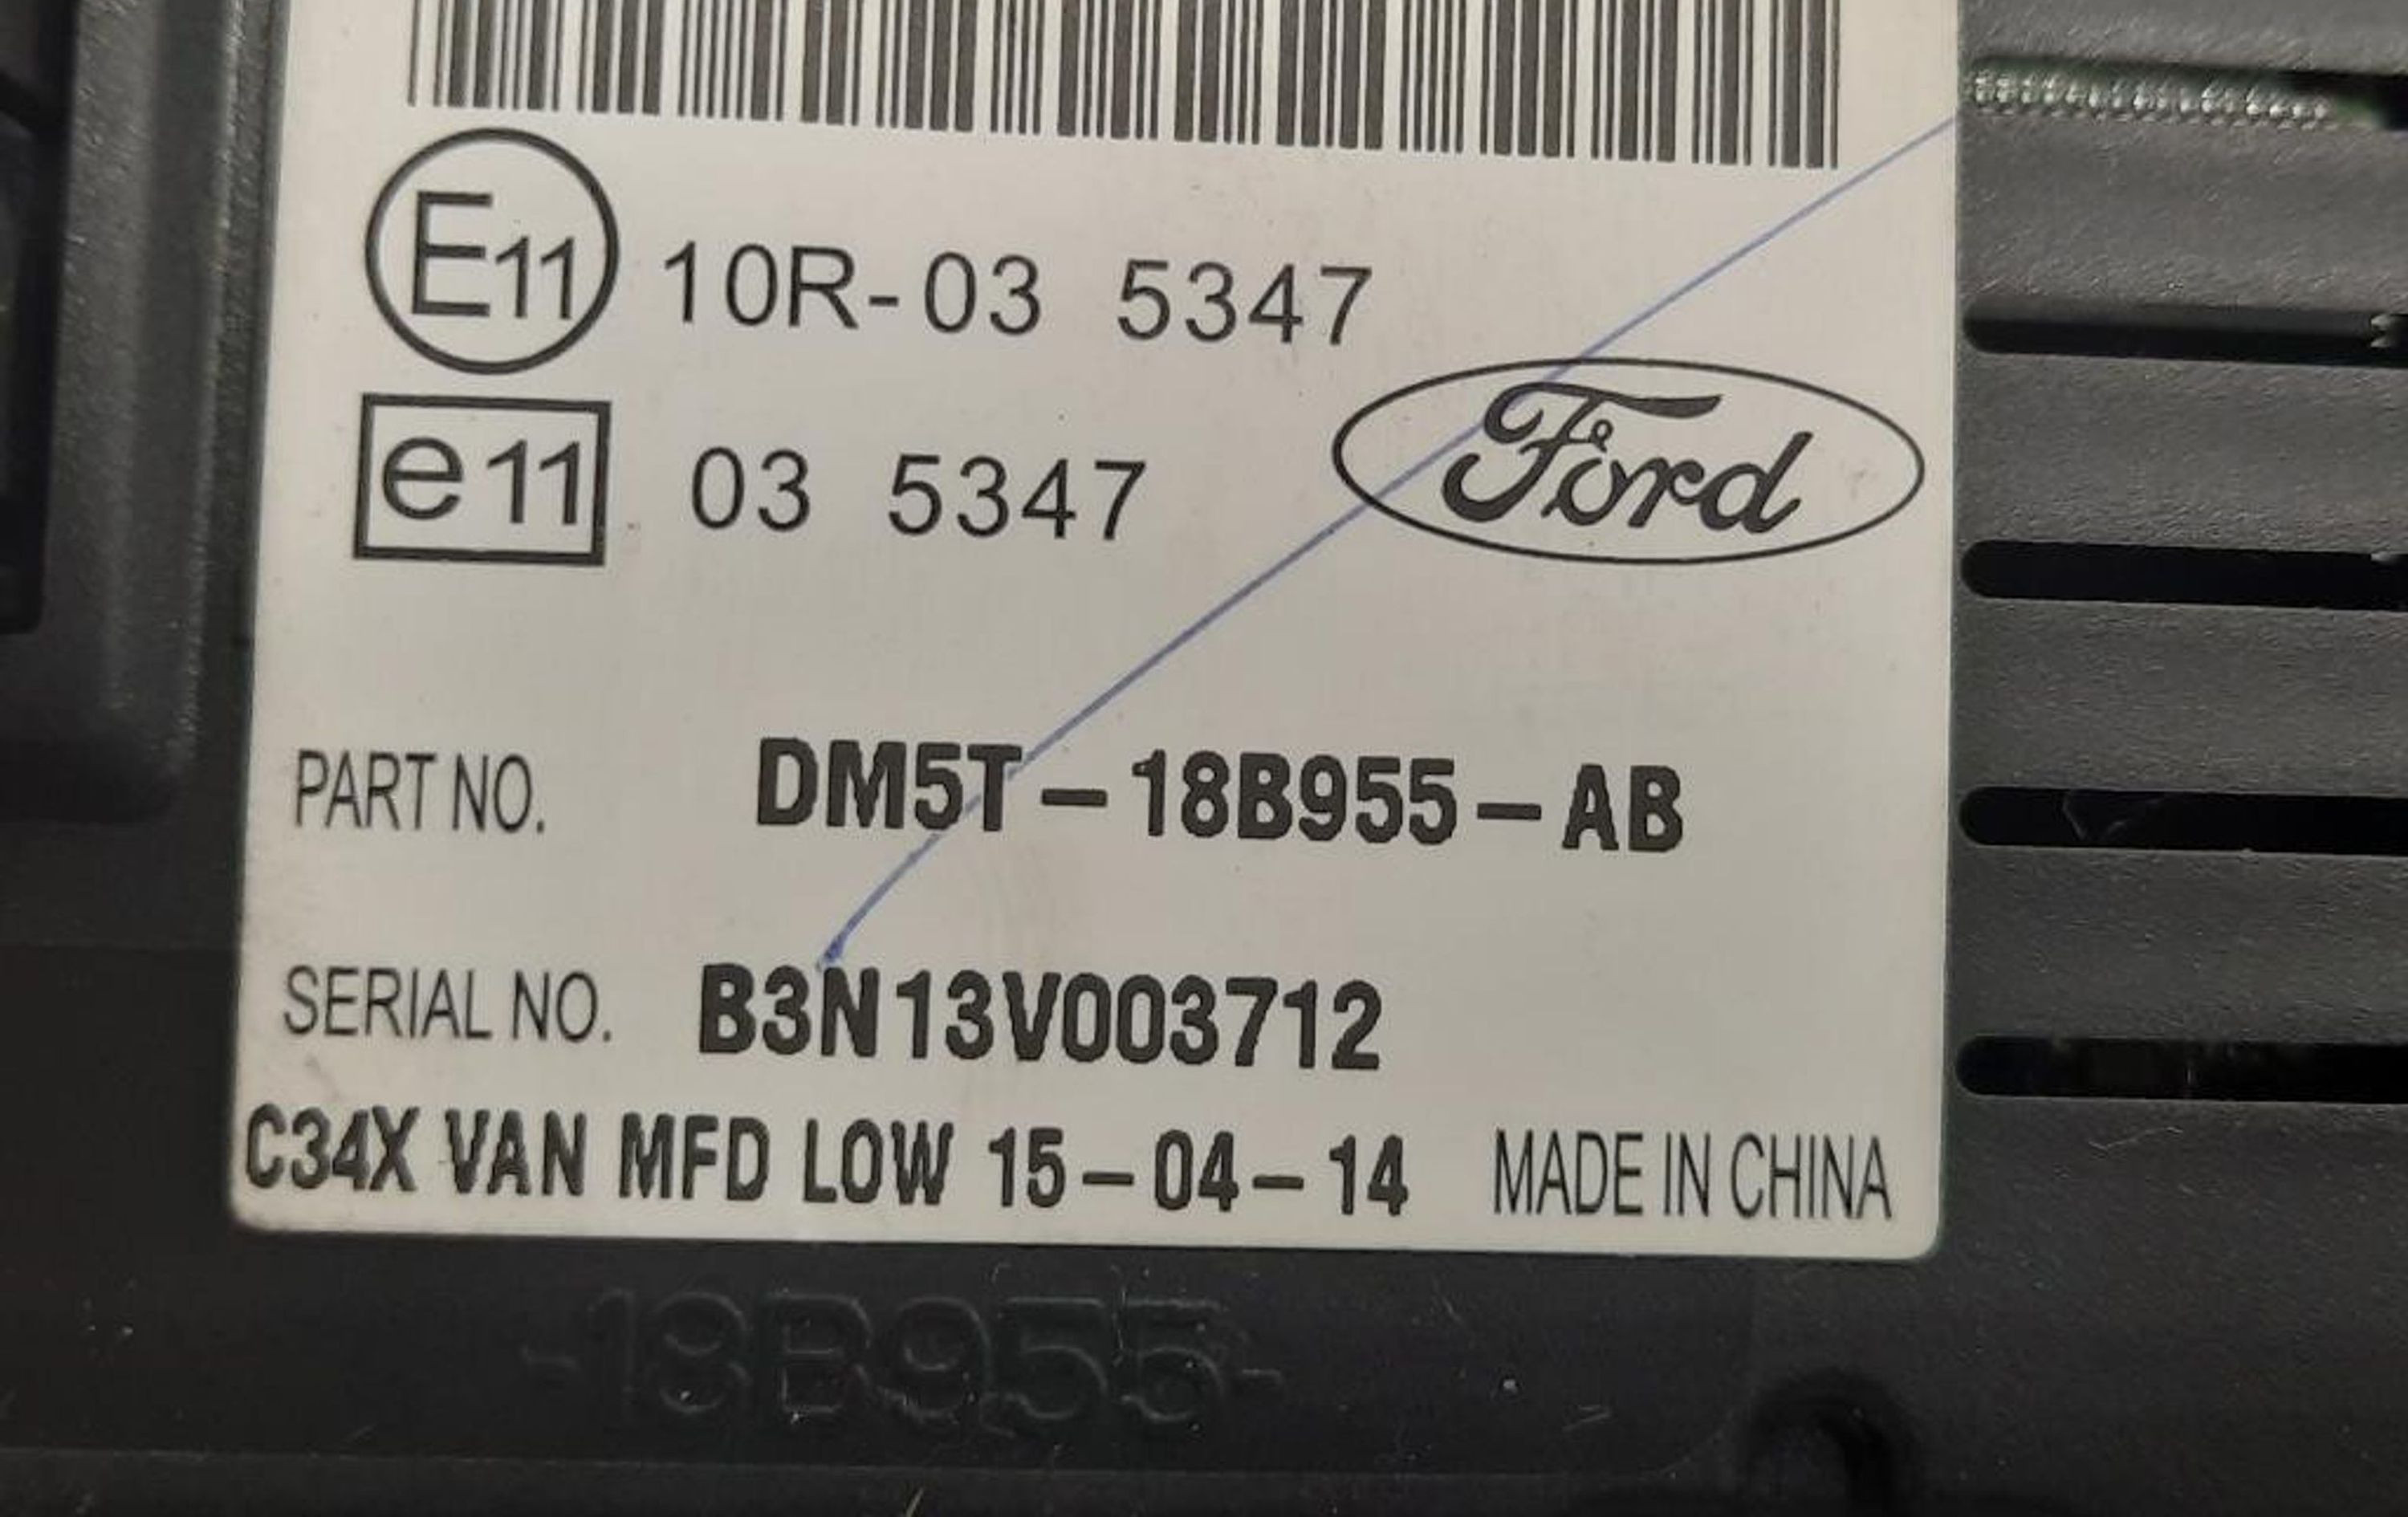 E11 10R-03 5347
e11 03 5347
Ford
PART NO. DM5T-18B955-AB
SERIAL NO. B3N13V003712
C34X VAN MFD LOW 15-04-14 MADE IN CHINA
-18B955-